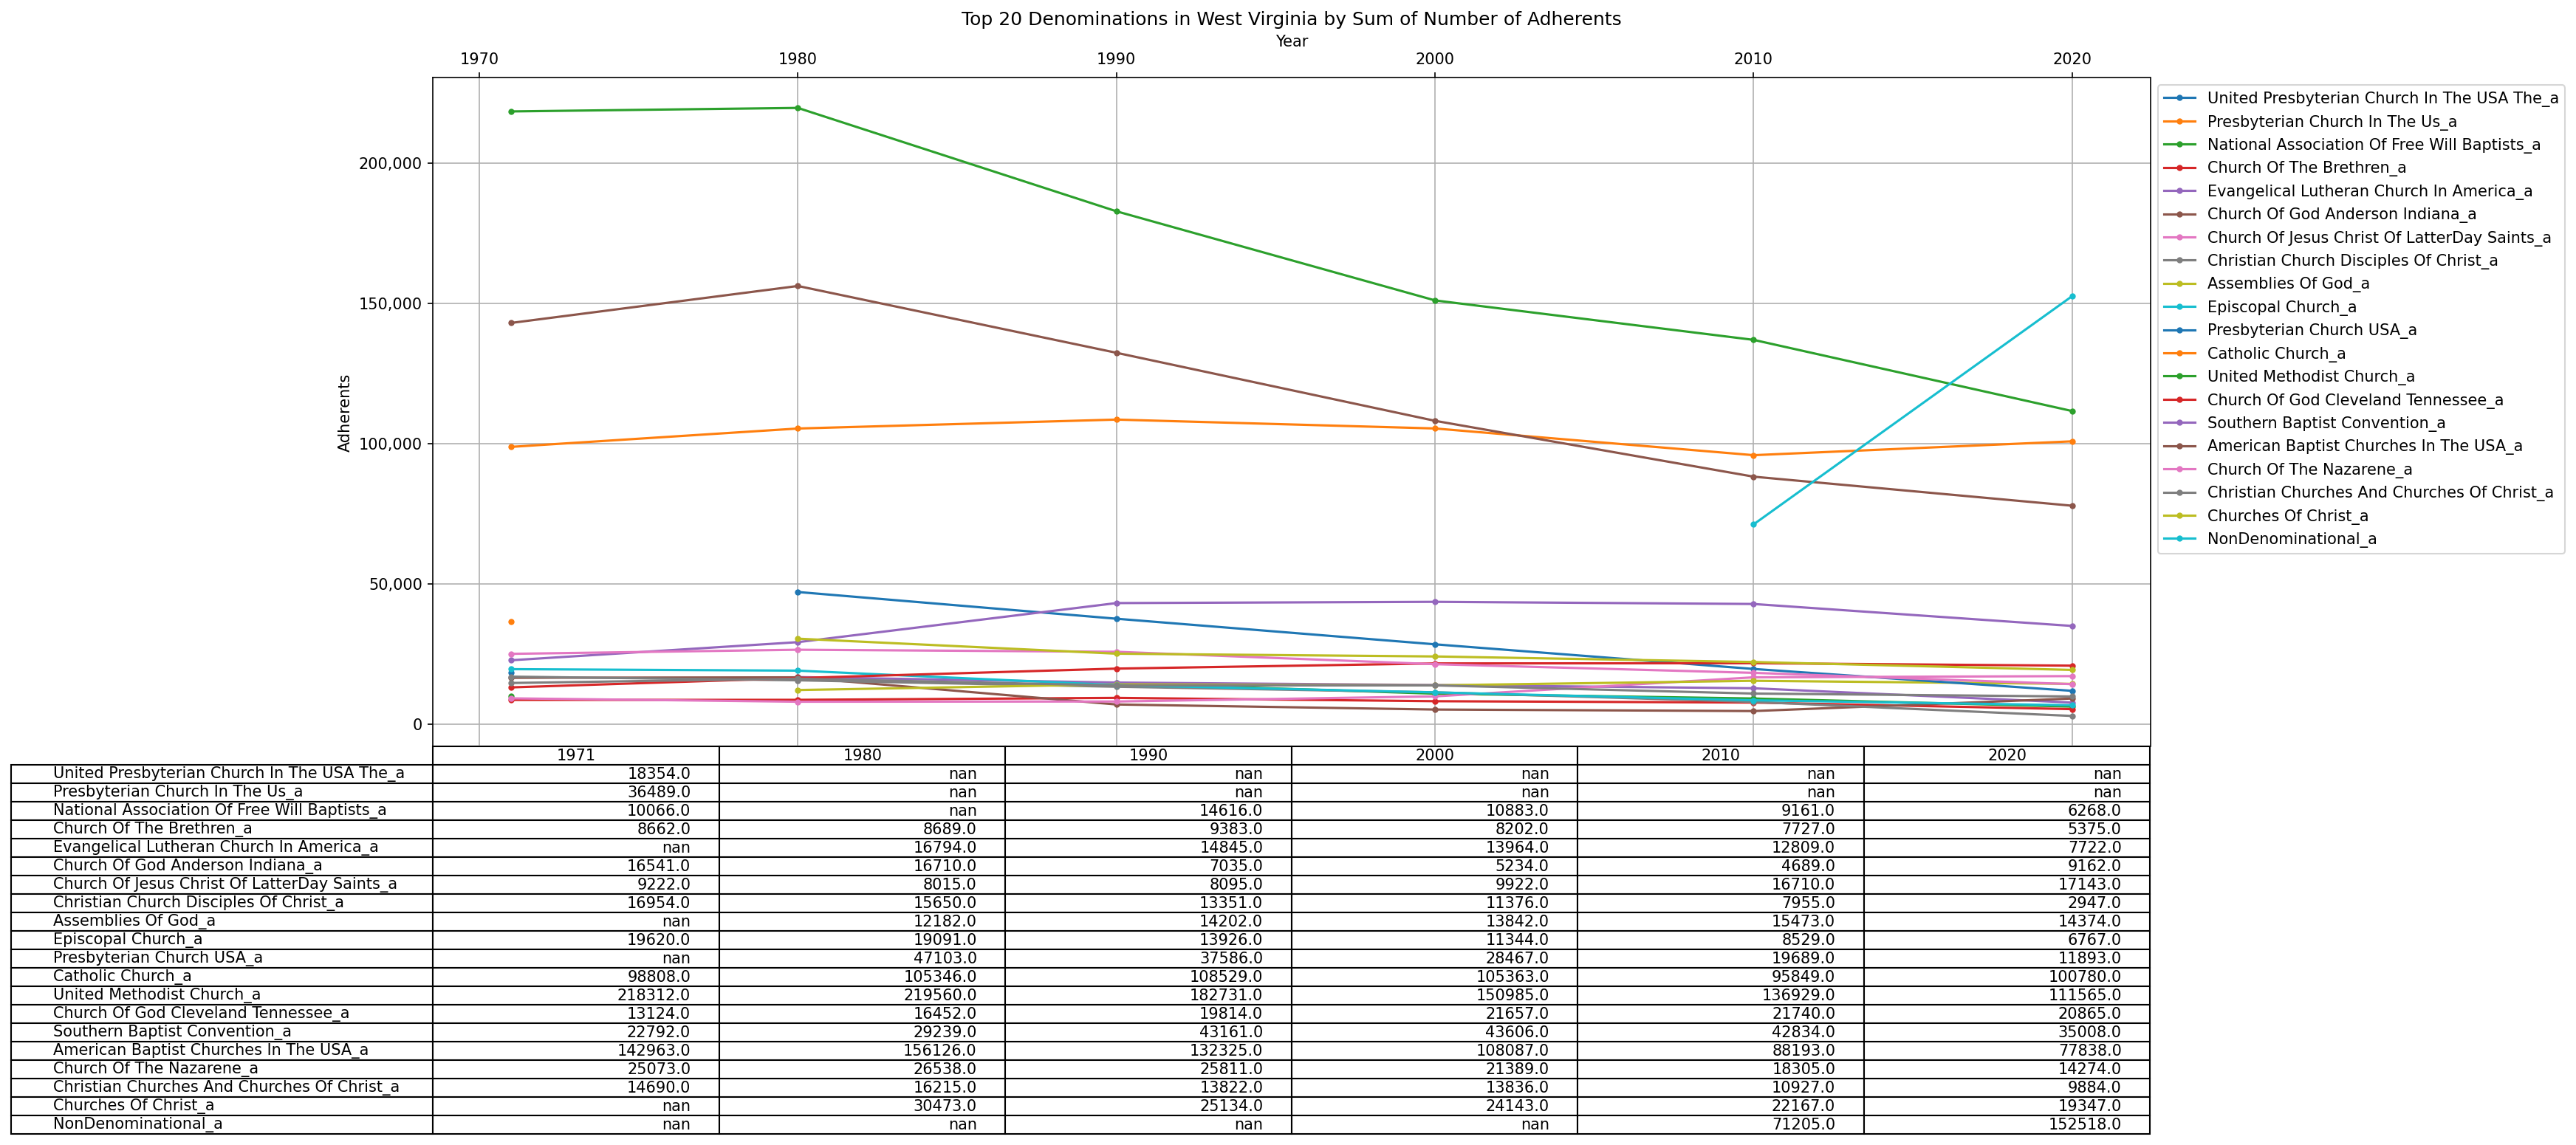 Top 20 Denominations in West Virginia by Sum of Number of Adherents
Year
1970 1980 1990 2000 2010 2020
Adherents
200,000
150,000
100,000
50,000
0
United Presbyterian Church In The USA The_a
Presbyterian Church In The Us_a
National Association Of Free Will Baptists_a
Church Of The Brethren_a
Evangelical Lutheran Church In America_a
Church Of God Anderson Indiana_a
Church Of Jesus Christ Of LatterDay Saints_a
Christian Church Disciples Of Christ_a
Assemblies Of God_a
Episcopal Church_a
Presbyterian Church USA_a
Catholic Church_a
United Methodist Church_a
Church Of God Cleveland Tennessee_a
Southern Baptist Convention_a
American Baptist Churches In The USA_a
Church Of The Nazarene_a
Christian Churches And Churches Of Christ_a
Churches Of Christ_a
NonDenominational_a
1971 1980 1990 2000 2010 2020
United Presbyterian Church In The USA The_a 18354.0 nan nan nan nan nan
Presbyterian Church In The Us_a 36489.0 nan nan nan nan nan
National Association Of Free Will Baptists_a 10066.0 nan 14616.0 10883.0 9161.0 6268.0
Church Of The Brethren_a 8662.0 8689.0 9383.0 8202.0 7727.0 5375.0
Evangelical Lutheran Church In America_a nan 16794.0 14845.0 13964.0 12809.0 7722.0
Church Of God Anderson Indiana_a 16541.0 16710.0 7035.0 5234.0 4689.0 9162.0
Church Of Jesus Christ Of LatterDay Saints_a 9222.0 8015.0 8095.0 9922.0 16710.0 17143.0
Christian Church Disciples Of Christ_a 16954.0 15650.0 13351.0 11376.0 7955.0 2947.0
Assemblies Of God_a nan 12182.0 14202.0 13842.0 15473.0 14374.0
Episcopal Church_a 19620.0 19091.0 13926.0 11344.0 8529.0 6767.0
Presbyterian Church USA_a nan 47103.0 37586.0 28467.0 19689.0 11893.0
Catholic Church_a 98808.0 105346.0 108529.0 105363.0 95849.0 100780.0
United Methodist Church_a 218312.0 219560.0 182731.0 150985.0 136929.0 111565.0
Church Of God Cleveland Tennessee_a 13124.0 16452.0 19814.0 21657.0 21740.0 20865.0
Southern Baptist Convention_a 22792.0 29239.0 43161.0 43606.0 42834.0 35008.0
American Baptist Churches In The USA_a 142963.0 156126.0 132325.0 108087.0 88193.0 77838.0
Church Of The Nazarene_a 25073.0 26538.0 25811.0 21389.0 18305.0 14274.0
Christian Churches And Churches Of Christ_a 14690.0 16215.0 13822.0 13836.0 10927.0 9884.0
Churches Of Christ_a nan 30473.0 25134.0 24143.0 22167.0 19347.0
NonDenominational_a nan nan nan nan 71205.0 152518.0